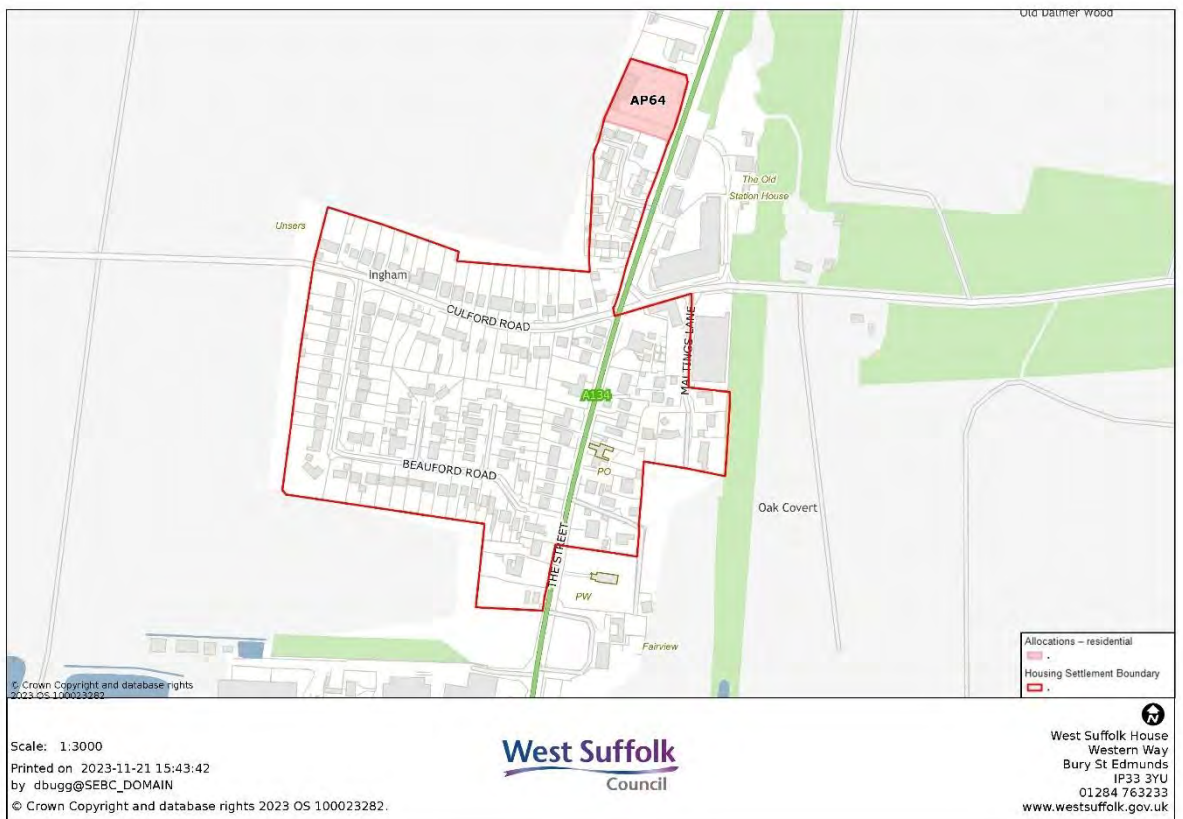 Old Dalmer Wood
AP64
The Old
Station House
Unsers
Ingham
CULFORD ROAD
MALTINGS LANE
A134
BEAUFORD ROAD
PO
Oak Covert
THE STREET
PW
Fairview
Allocations – residential
.
Housing Settlement Boundary
.
© Crown Copyright and database rights
2023 OS 100023282
N
Scale: 1:3000
Printed on 2023-11-21 15:43:42
by dbugg@SEBC_DOMAIN
© Crown Copyright and database rights 2023 OS 100023282.
West Suffolk
Council
West Suffolk House
Western Way
Bury St Edmunds
IP33 3YU
01284 763233
www.westsuffolk.gov.uk